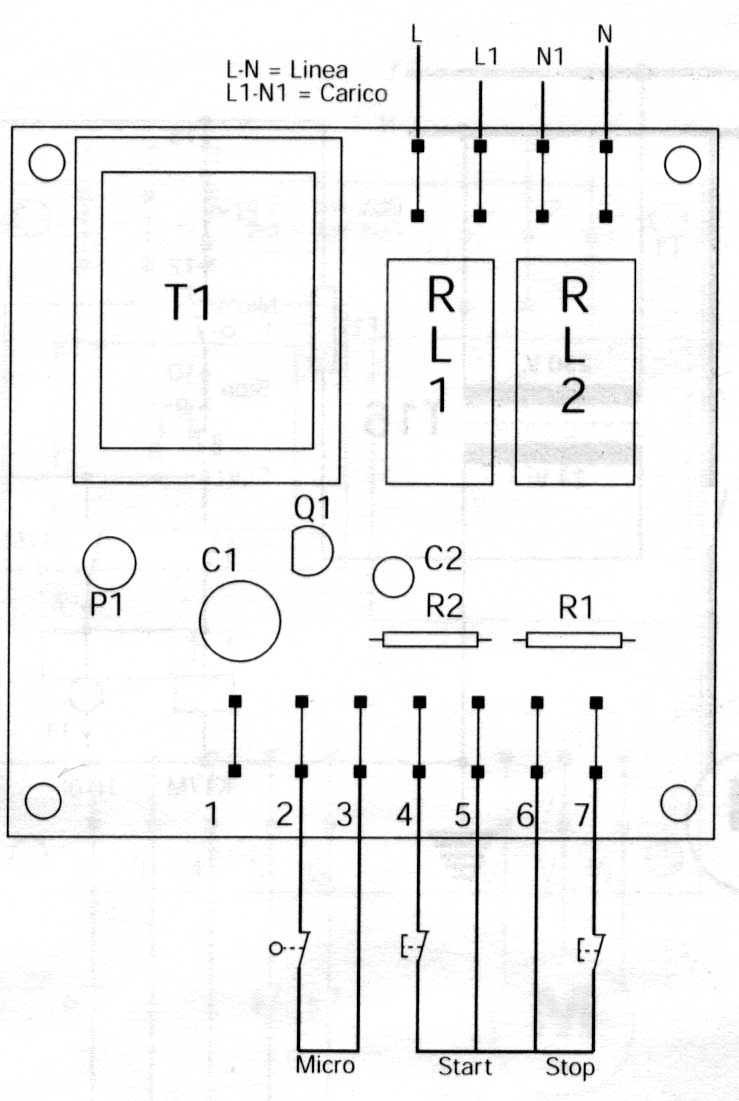 L
N
L1
N1
L-N = Linea
L1-N1 = Carico
T1
R
L
1
R
L
2
Q1
C1
C2
P1
R2
R1
1
2
3
4
5
6
7
Micro
Start
Stop